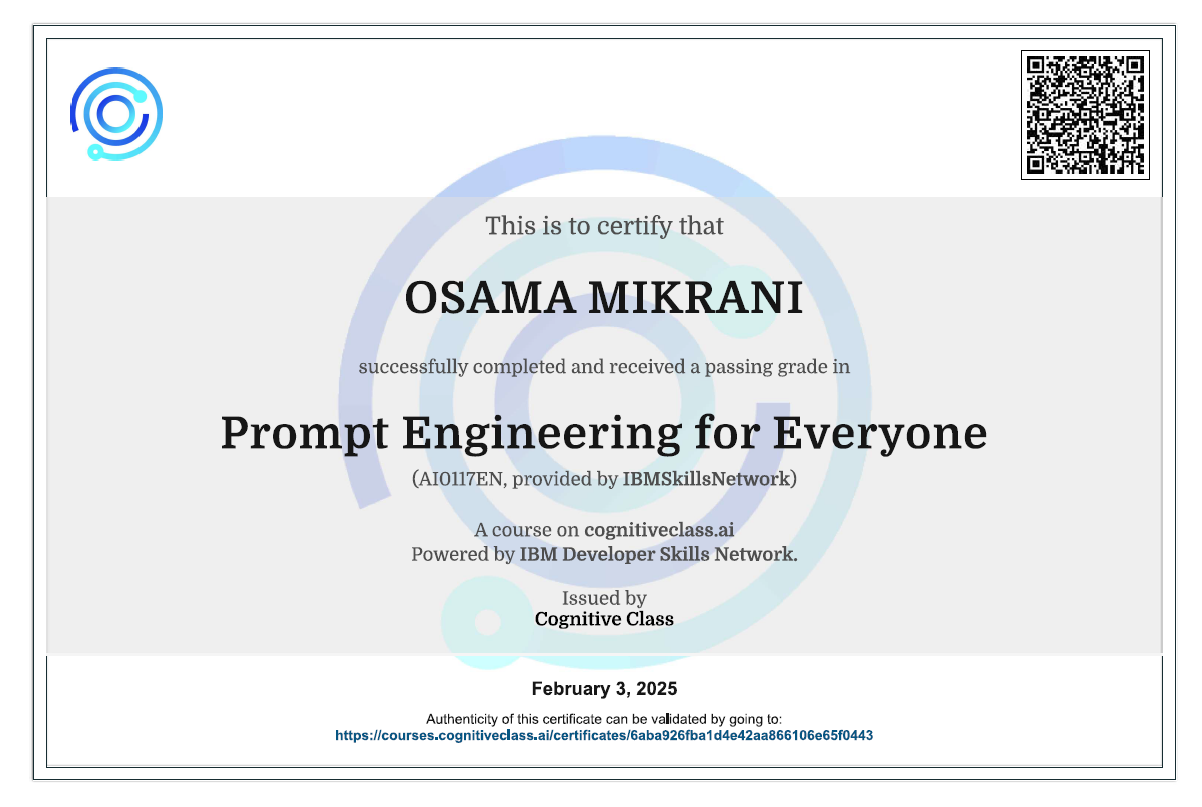 This is to certify that
OSAMA MIKRANI
successfully completed and received a passing grade in
Prompt Engineering for Everyone
(AI0117EN, provided by IBMSkillsNetwork)
A course on cognitiveclass.ai
Powered by IBM Developer Skills Network.
Issued by
Cognitive Class
February 3, 2025
Authenticity of this certificate can be validated by going to:
https://courses.cognitiveclass.ai/certificates/6aba926fba1d4e42aa866106e65f0443